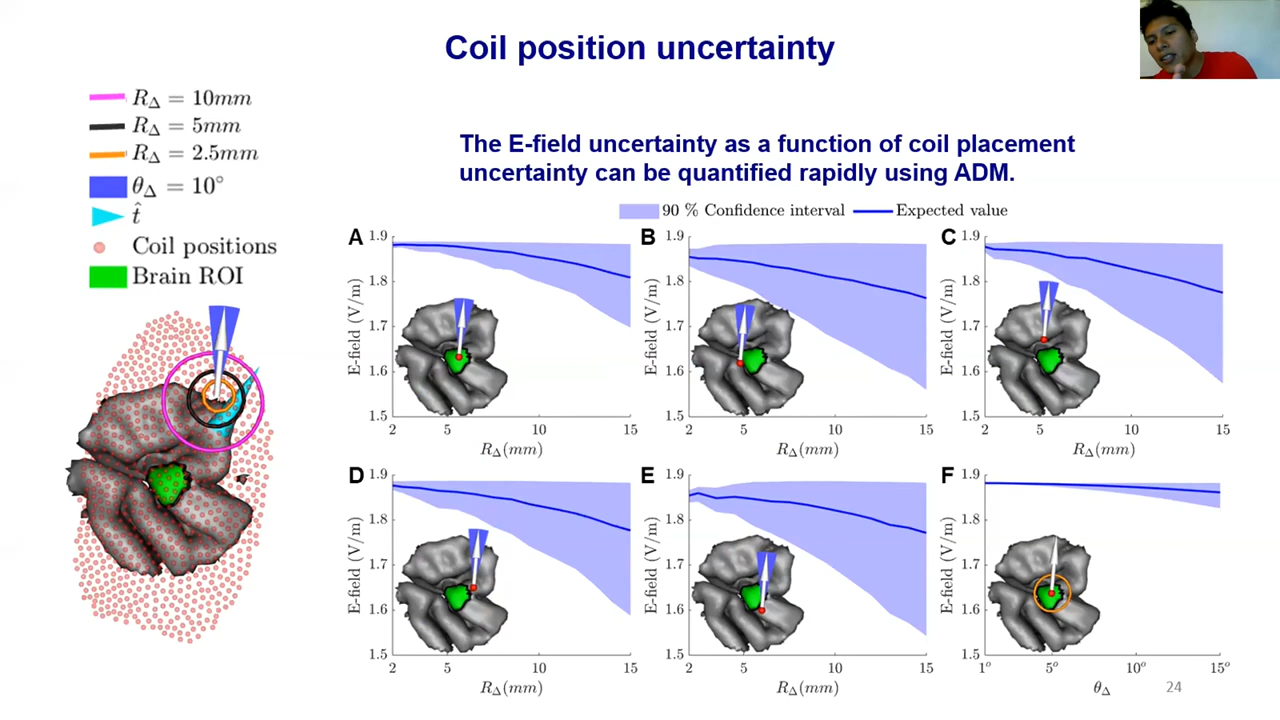 Coil position uncertainty
R_Δ = 10mm
R_Δ = 5mm
R_Δ = 2.5mm
θ_Δ = 10°
t̂
Coil positions
Brain ROI
The E-field uncertainty as a function of coil placement
uncertainty can be quantified rapidly using ADM.
90 % Confidence interval
Expected value
A
1.9
1.8
1.7
1.6
1.5
E-field (V/m)
2
5
10
15
R_Δ(mm)
B
1.9
1.8
1.7
1.6
1.5
E-field (V/m)
2
5
10
15
R_Δ(mm)
C
1.9
1.8
1.7
1.6
1.5
E-field (V/m)
2
5
10
15
R_Δ(mm)
D
1.9
1.8
1.7
1.6
1.5
E-field (V/m)
2
5
10
15
R_Δ(mm)
E
1.9
1.8
1.7
1.6
1.5
E-field (V/m)
2
5
10
15
R_Δ(mm)
F
1.9
1.8
1.7
1.6
1.5
E-field (V/m)
1°
5°
10°
15°
θ_Δ
24